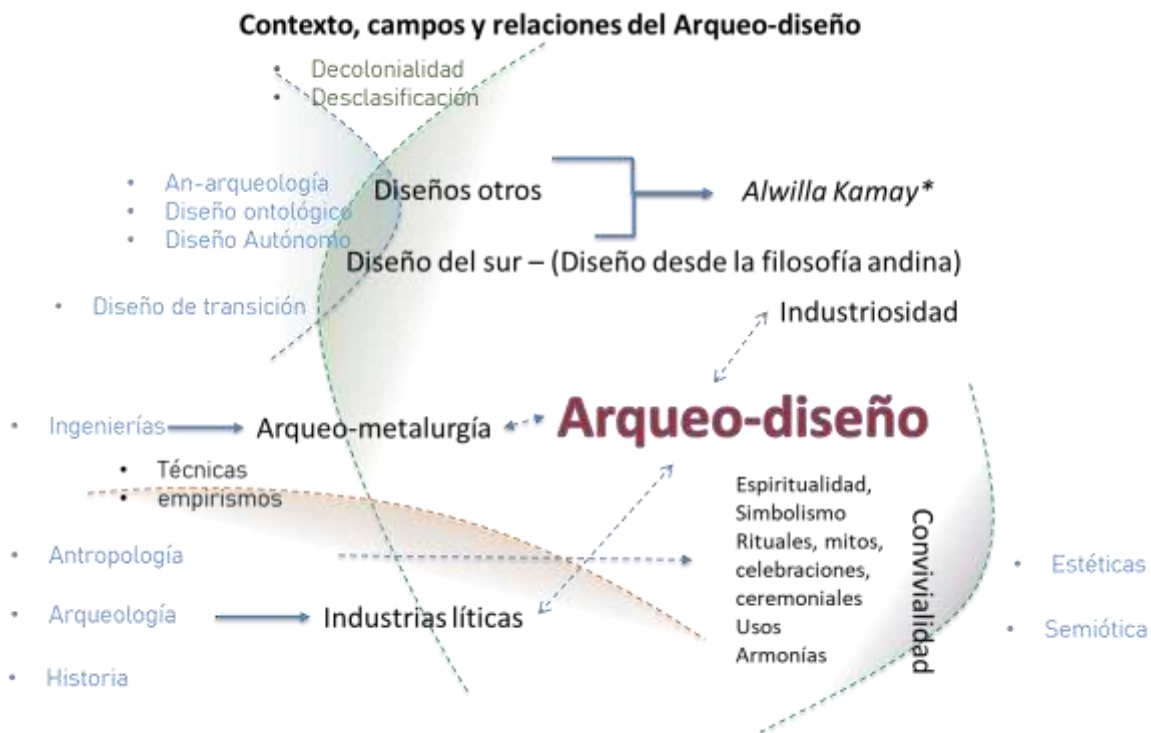 Contexto, campos y relaciones del Arqueo-diseño
• Decolonialidad
• Desclasificación
• An-arqueología
• Diseño ontológico
• Diseño Autónomo
Diseños otros
Alwilla Kamay*
Diseño del sur – (Diseño desde la filosofía andina)
• Diseño de transición
Industriosidad
• Ingenierías
Arqueo-metalurgía
Arqueo-diseño
• Técnicas
• empirismos
Espiritualidad,
Simbolismo
Rituales, mitos,
celebraciones,
ceremoniales
Usos
Armonías
Convivialidad
• Antropología
• Estéticas
• Arqueología
Industrias líticas
• Semiótica
• Historia